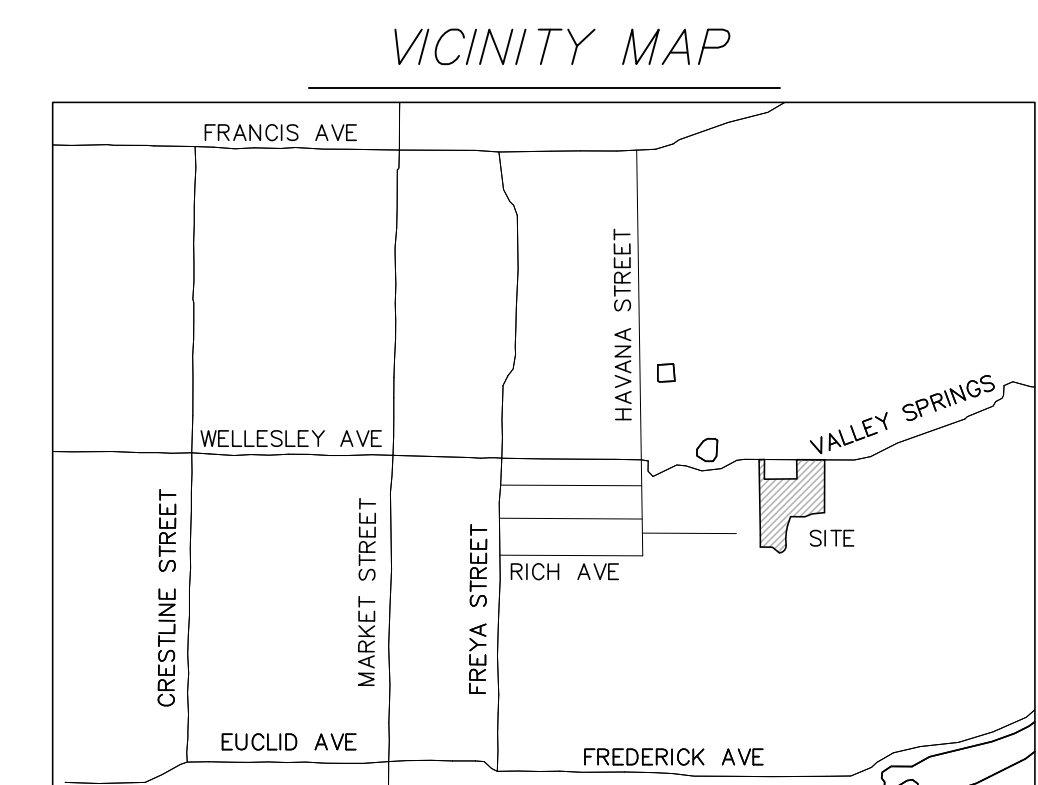 VICINITY MAP
FRANCIS AVE
HAVANA STREET
VALLEY SPRINGS
WELLESLEY AVE
CRESTLINE STREET
MARKET STREET
FREYA STREET
SITE
RICH AVE
EUCLID AVE
FREDERICK AVE